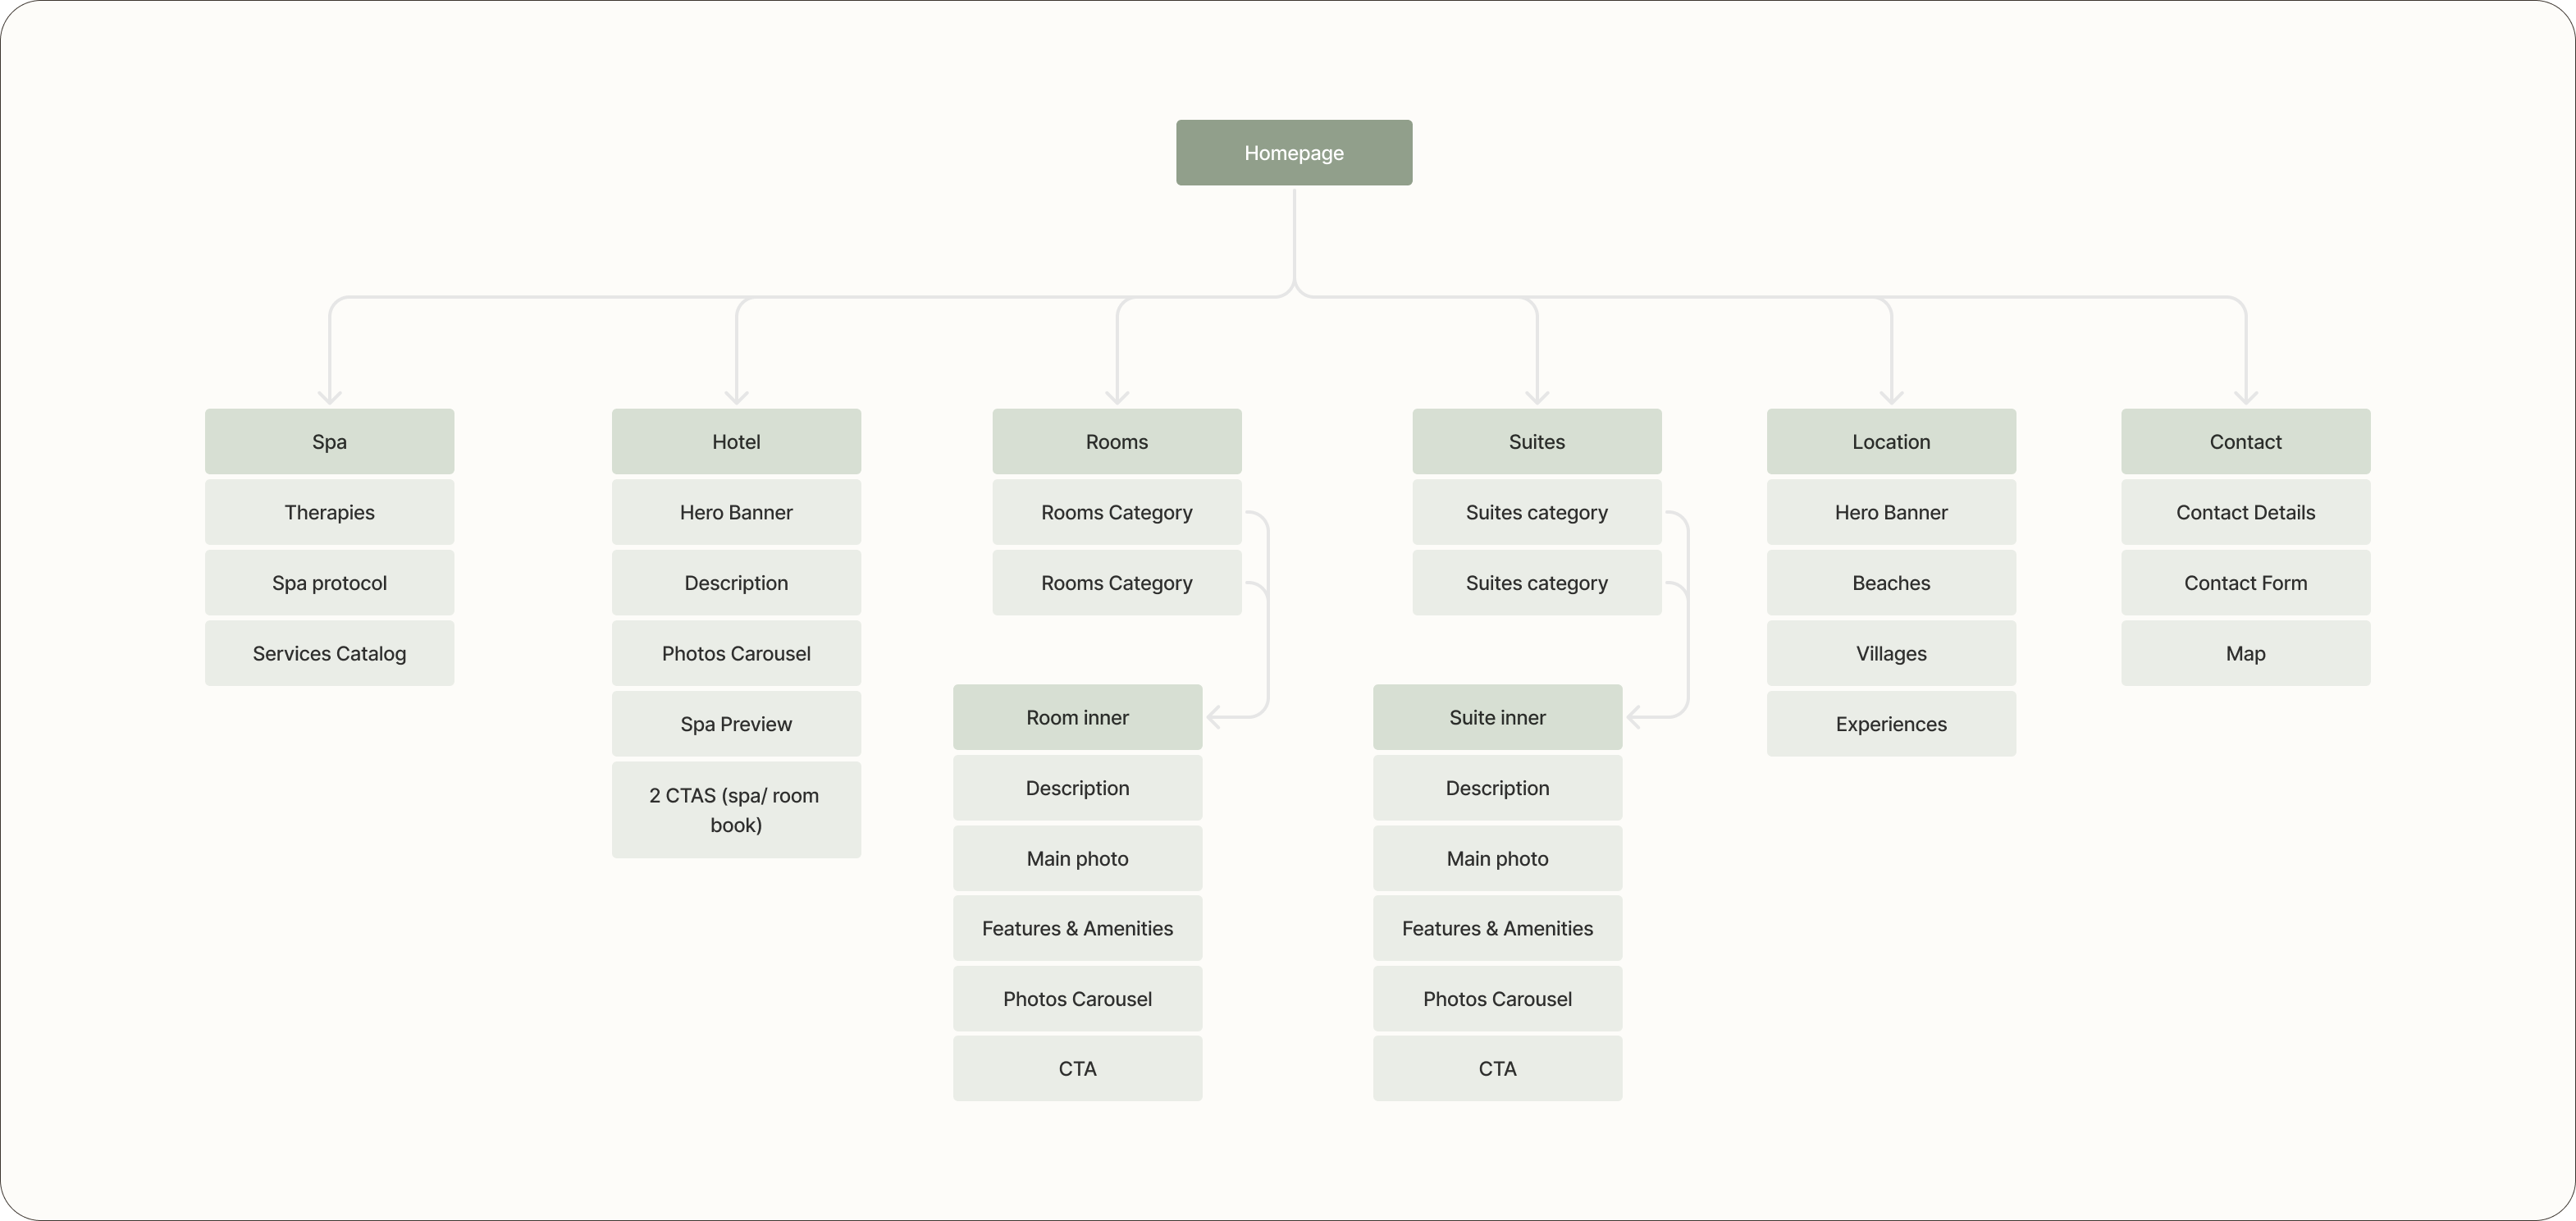 Homepage
Spa
Therapies
Spa protocol
Services Catalog
Hotel
Hero Banner
Description
Photos Carousel
Spa Preview
2 CTAS (spa/ room
book)
Rooms
Rooms Category
Rooms Category
Room inner
Description
Main photo
Features & Amenities
Photos Carousel
CTA
Suites
Suites category
Suites category
Suite inner
Description
Main photo
Features & Amenities
Photos Carousel
CTA
Location
Hero Banner
Beaches
Villages
Experiences
Contact
Contact Details
Contact Form
Map